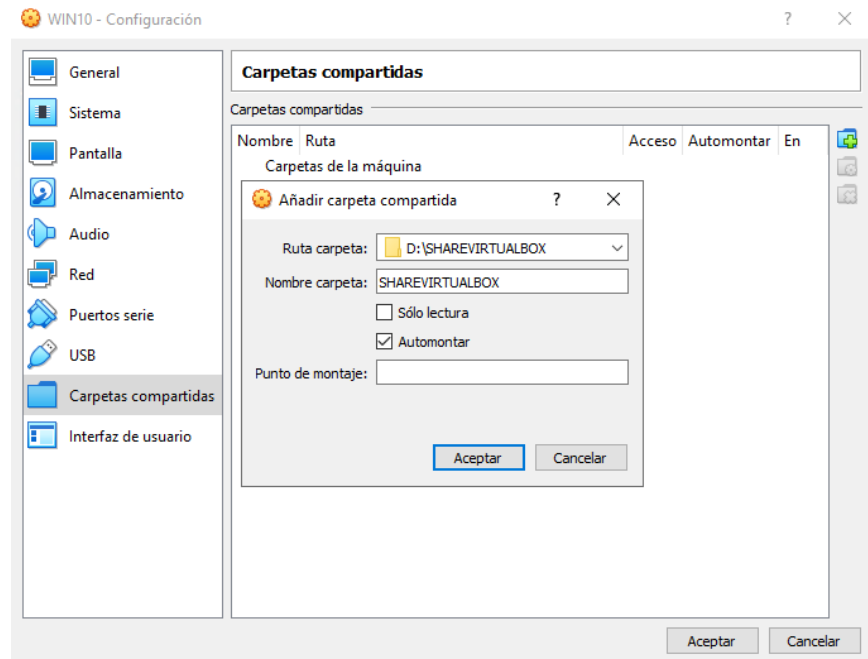 WIN10 - Configuración ?
General
Sistema
Pantalla
Almacenamiento
Audio
Red
Puertos serie
USB
Carpetas compartidas
Interfaz de usuario
Carpetas compartidas
Carpetas compartidas
Nombre Ruta Acceso Automontar En
Carpetas de la máquina
Añadir carpeta compartida ?
Ruta carpeta: D:\SHAREVIRTUALBOX
Nombre carpeta: SHAREVIRTUALBOX
Sólo lectura
Automontar
Punto de montaje:
Aceptar Cancelar
Aceptar Cancelar